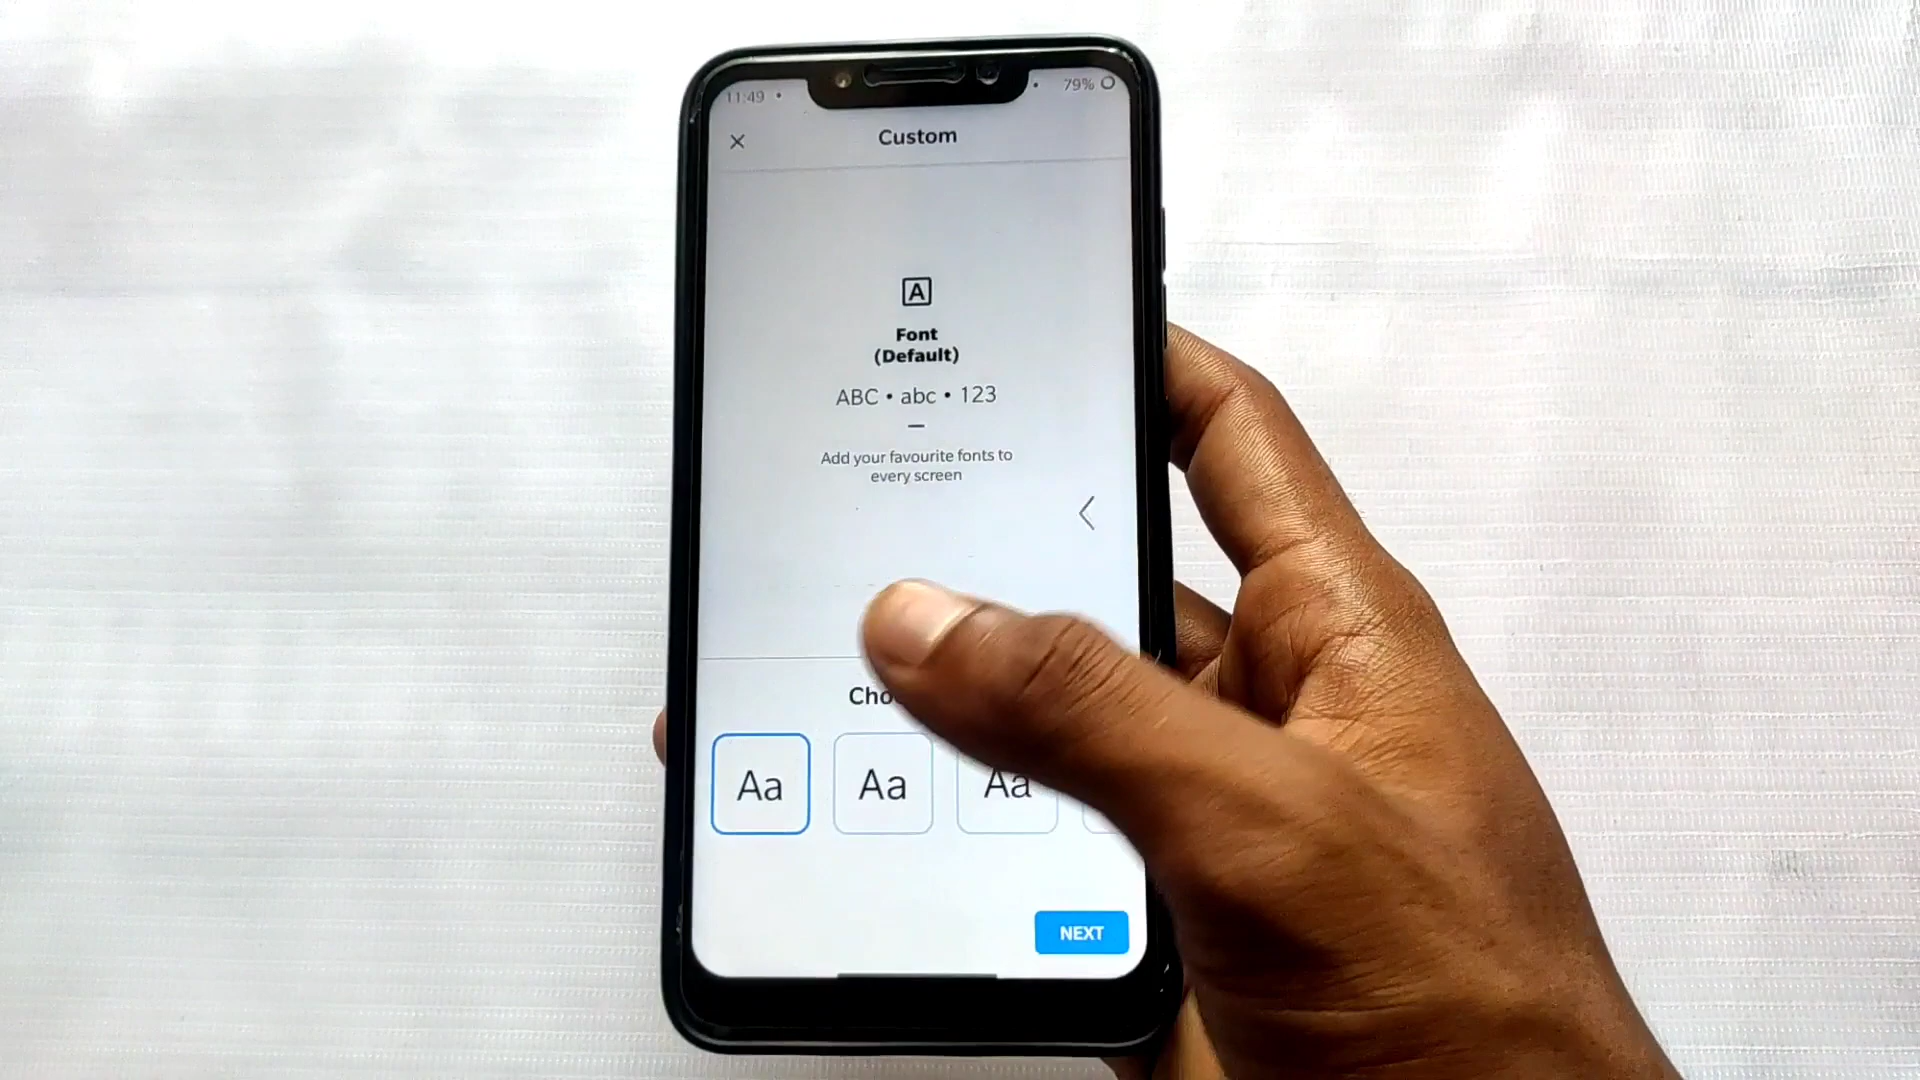 11:49
79%
Custom
A
Font
(Default)
ABC • abc • 123
Add your favourite fonts to
every screen
Aa
Aa
Aa
NEXT